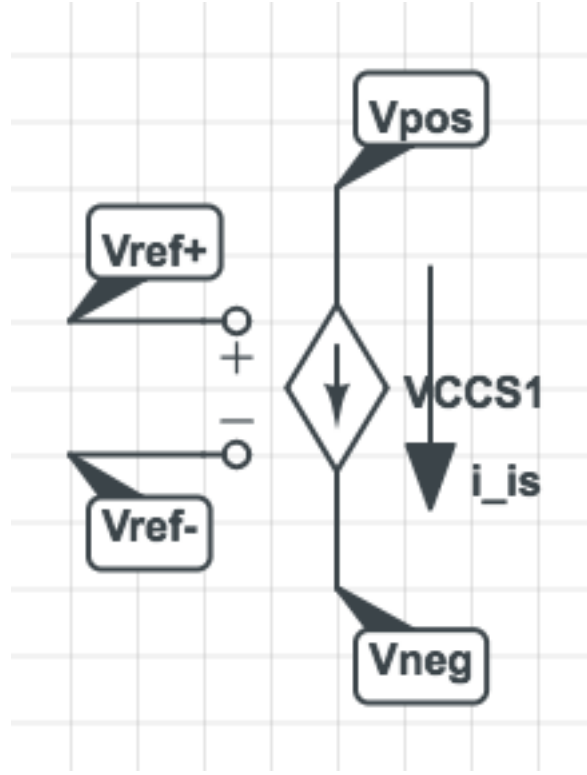 Vpos
Vref+
+
VCCS1
−
i_is
Vref-
Vneg